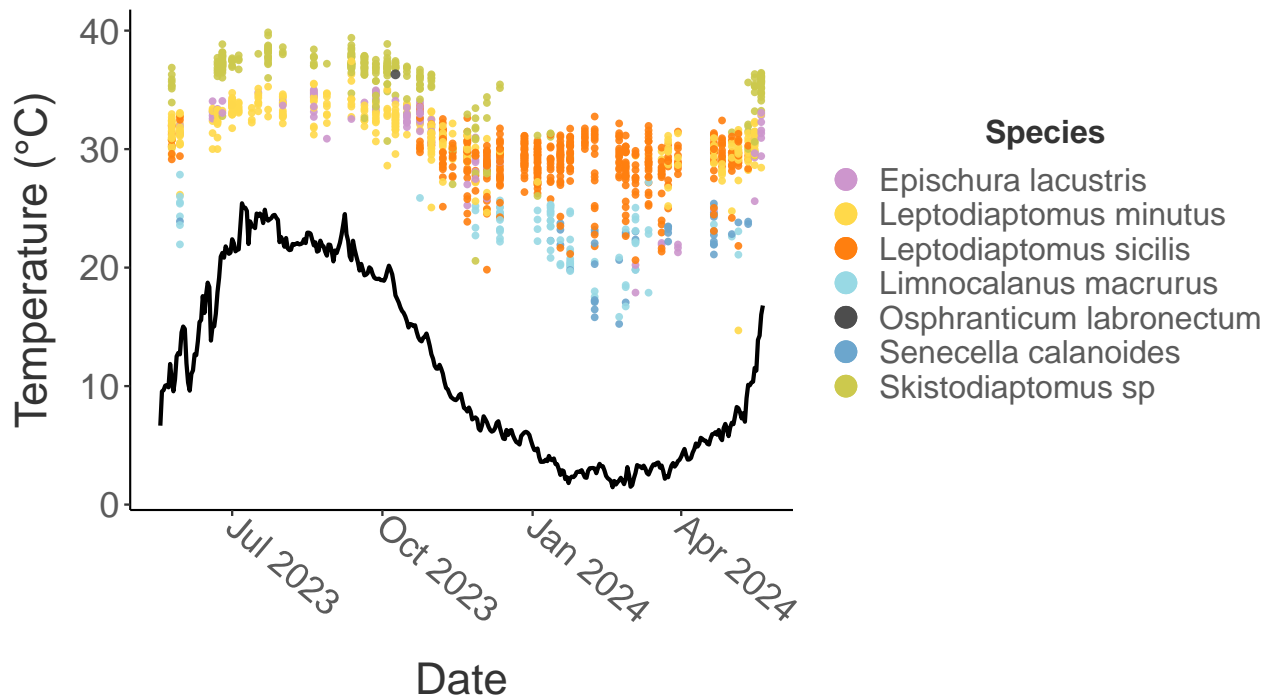 Temperature (°C)
40
30
20
10
0
Jul 2023
Oct 2023
Jan 2024
Apr 2024
Date
Species
Epischura lacustris
Leptodiaptomus minutus
Leptodiaptomus sicilis
Limnocalanus macrurus
Osphranticum labronectum
Senecella calanoides
Skistodiaptomus sp